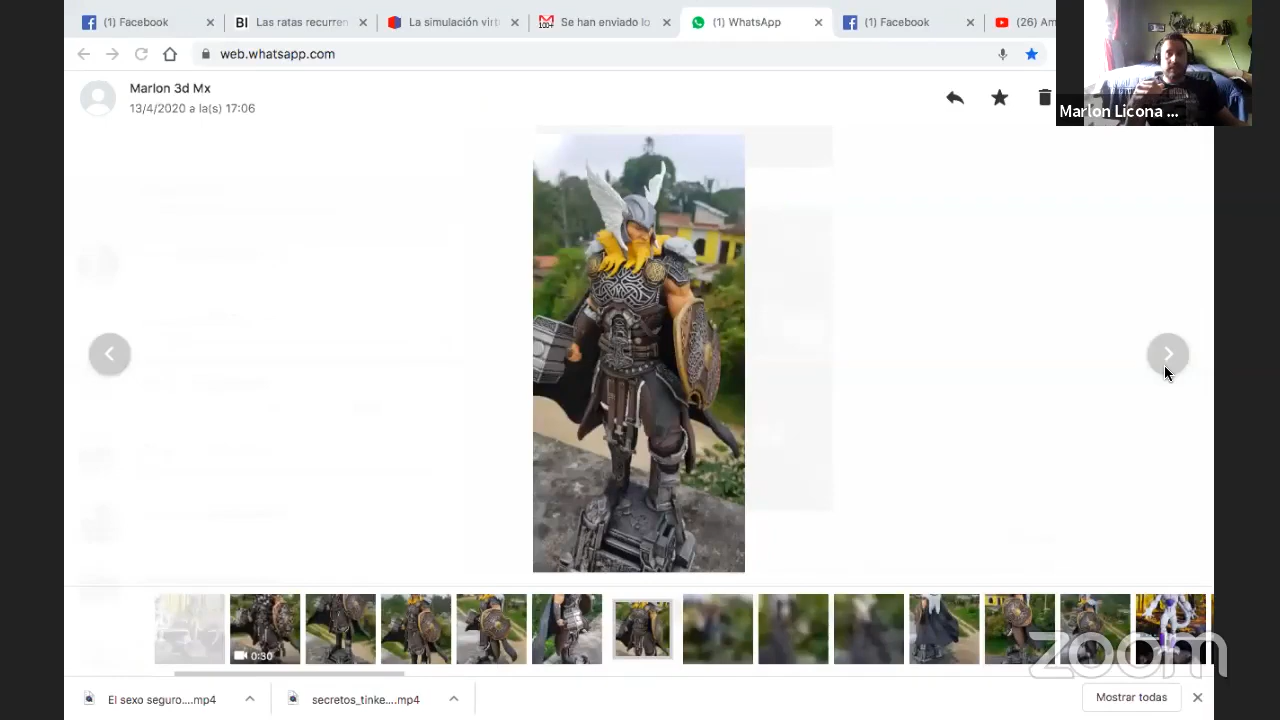 (1) Facebook
Las ratas recurren
La simulación virt
Se han enviado lo
(1) WhatsApp
(1) Facebook
(26) Am
web.whatsapp.com
Marlon 3d Mx
13/4/2020 a la(s) 17:06
Marlon Licona ...
0:30
zoom
El sexo seguro....mp4
secretos_tinke....mp4
Mostrar todas